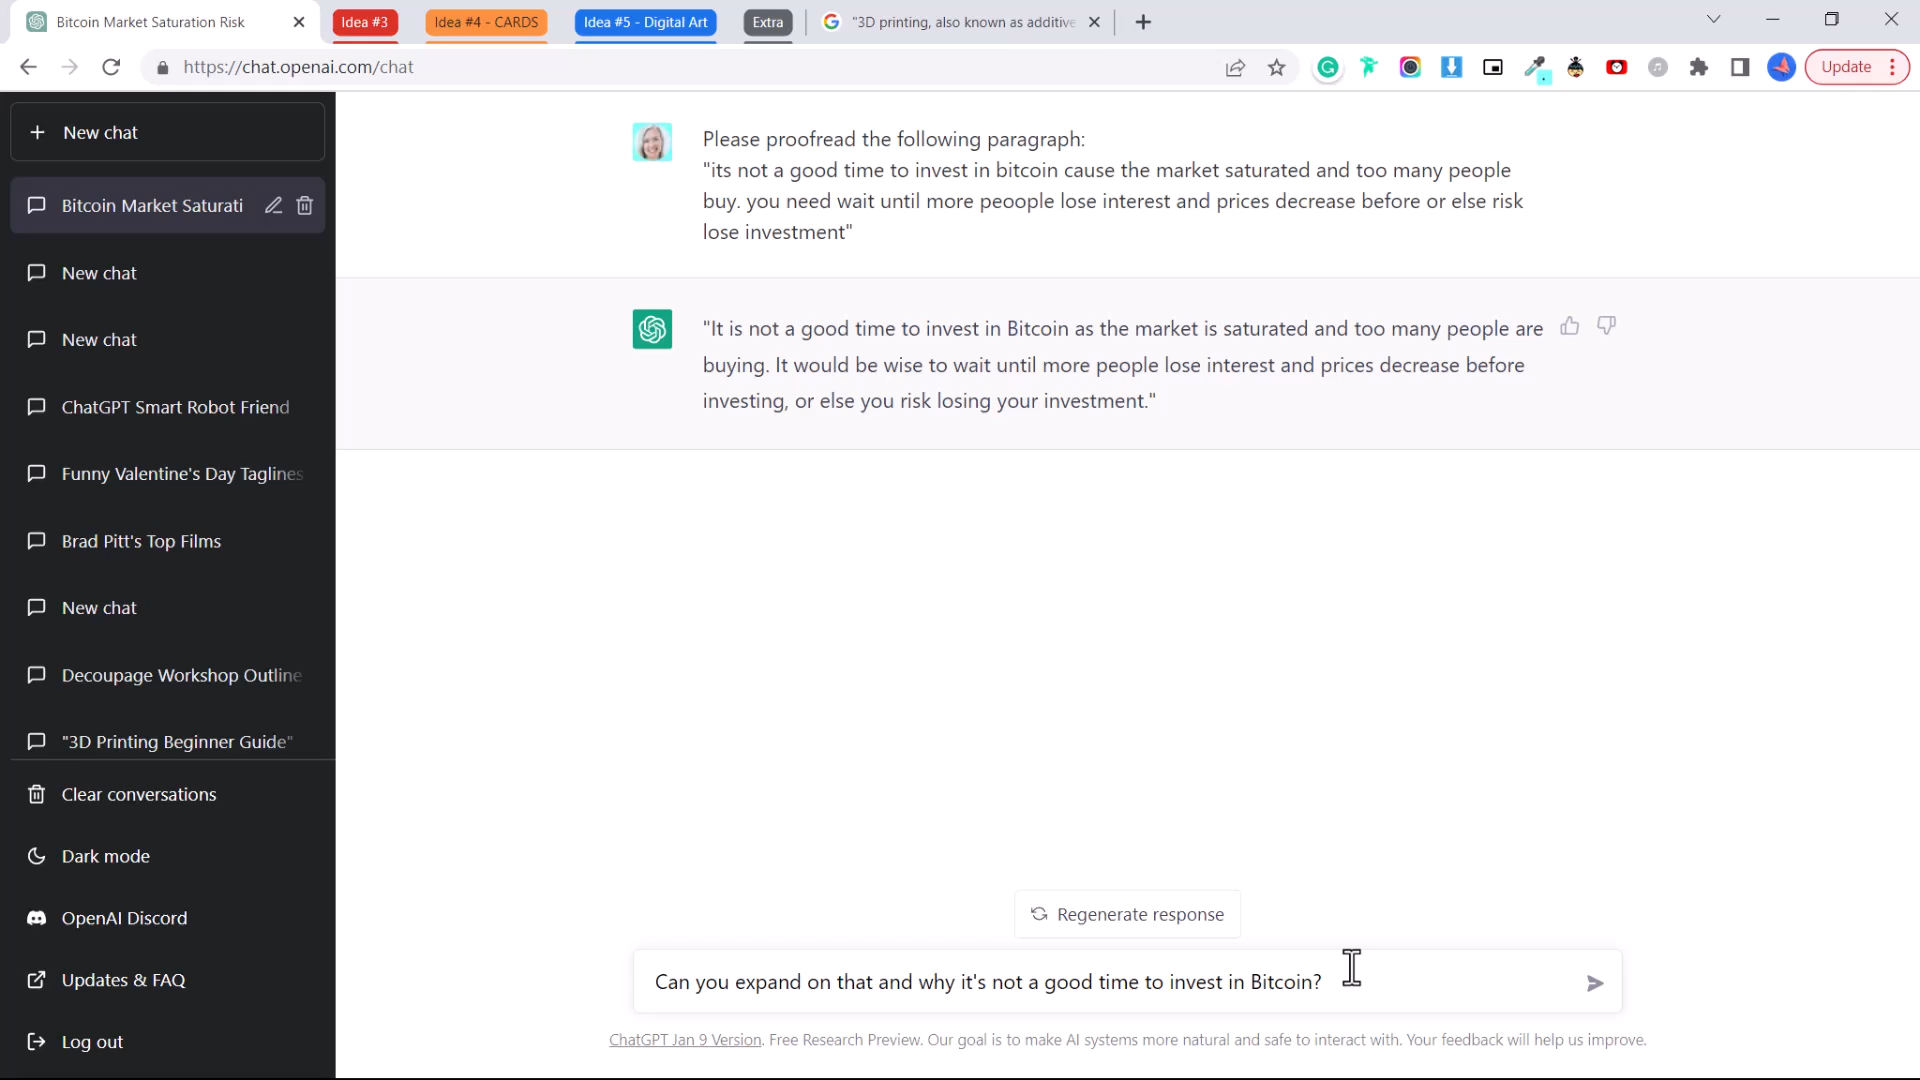 Bitcoin Market Saturation Risk
Idea #3
Idea #4 - CARDS
Idea #5 - Digital Art
Extra
"3D printing, also known as additive
https://chat.openai.com/chat
Update
New chat
Bitcoin Market Saturati
New chat
New chat
ChatGPT Smart Robot Friend
Funny Valentine's Day Taglines
Brad Pitt's Top Films
New chat
Decoupage Workshop Outline
"3D Printing Beginner Guide"
Clear conversations
Dark mode
OpenAI Discord
Updates & FAQ
Log out
Please proofread the following paragraph:
"its not a good time to invest in bitcoin cause the market saturated and too many people
buy. you need wait until more peoople lose interest and prices decrease before or else risk
lose investment"
"It is not a good time to invest in Bitcoin as the market is saturated and too many people are
buying. It would be wise to wait until more people lose interest and prices decrease before
investing, or else you risk losing your investment."
Regenerate response
Can you expand on that and why it's not a good time to invest in Bitcoin?
ChatGPT Jan 9 Version. Free Research Preview. Our goal is to make AI systems more natural and safe to interact with. Your feedback will help us improve.